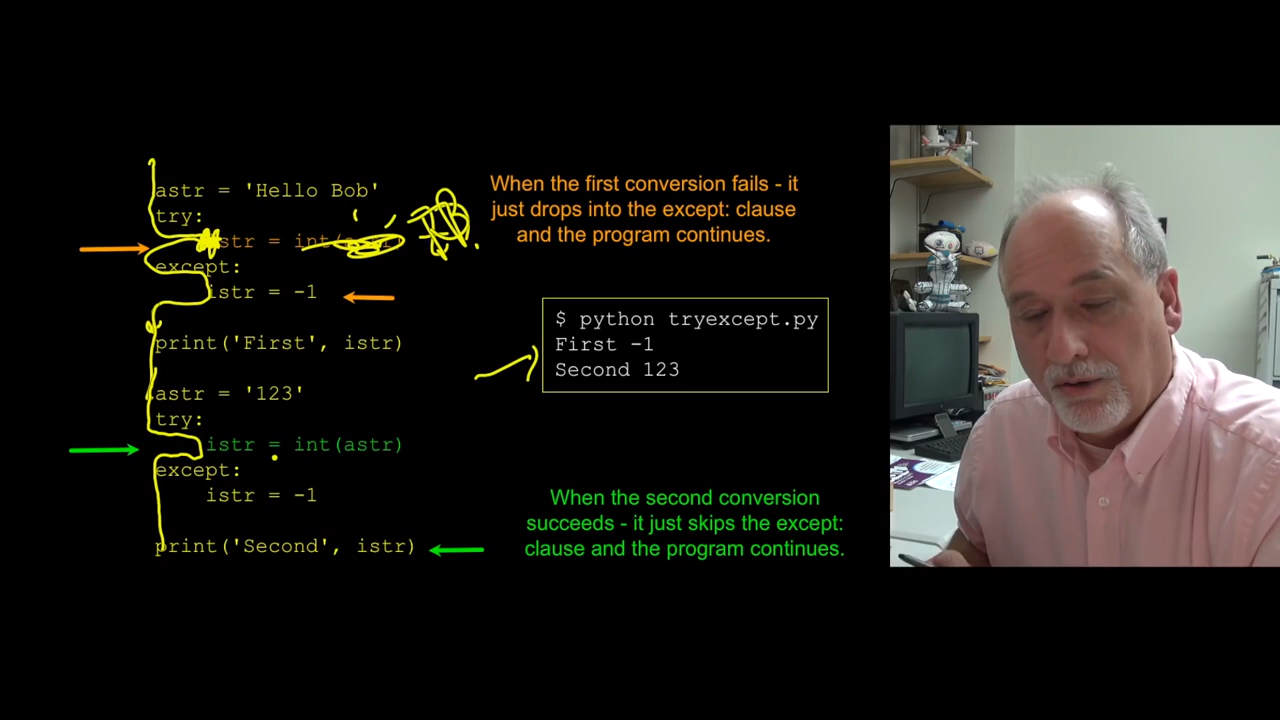 astr = 'Hello Bob'
try:
istr = int(astr)
except:
istr = -1
print('First', istr)
astr = '123'
try:
istr = int(astr)
except:
istr = -1
print('Second', istr)
When the first conversion fails - it
just drops into the except: clause
and the program continues.
$ python tryexcept.py
First -1
Second 123
When the second conversion
succeeds - it just skips the except:
clause and the program continues.